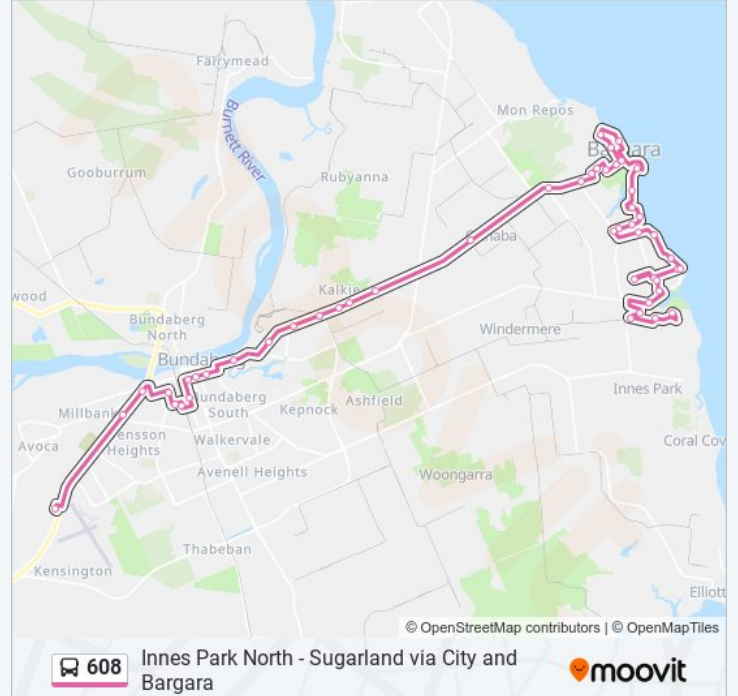 Fairymead
Mon Repos
Burnett River
Bargara
Gooburrum
Rubyanna
Qunaba
wood
Kalkie
Bundaberg
North
Windermere
Bundaberg
Bundaberg
South
Innes Park
Millbank
Kepnock
Ashfield
Svensson
Heights
Walkervale
Coral Cov
Avoca
Avenell Heights
Woongarra
Thabeban
Kensington
Elliott
© OpenStreetMap contributors | © OpenMapTiles
608
Innes Park North - Sugarland via City and
Bargara
moovit